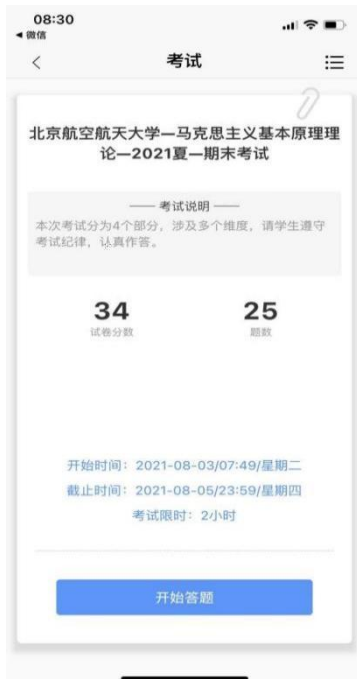 08:30
◀ 微信
考试
北京航空航天大学—马克思主义基本原理理
论—2021夏—期末考试
—— 考试说明 ——
本次考试分为4个部分，涉及多个维度，请学生遵守
考试纪律，认真作答。
34 25
试卷分数 题数
开始时间：2021-08-03/07:49/星期二
截止时间：2021-08-05/23:59/星期四
考试限时：2小时
开始答题